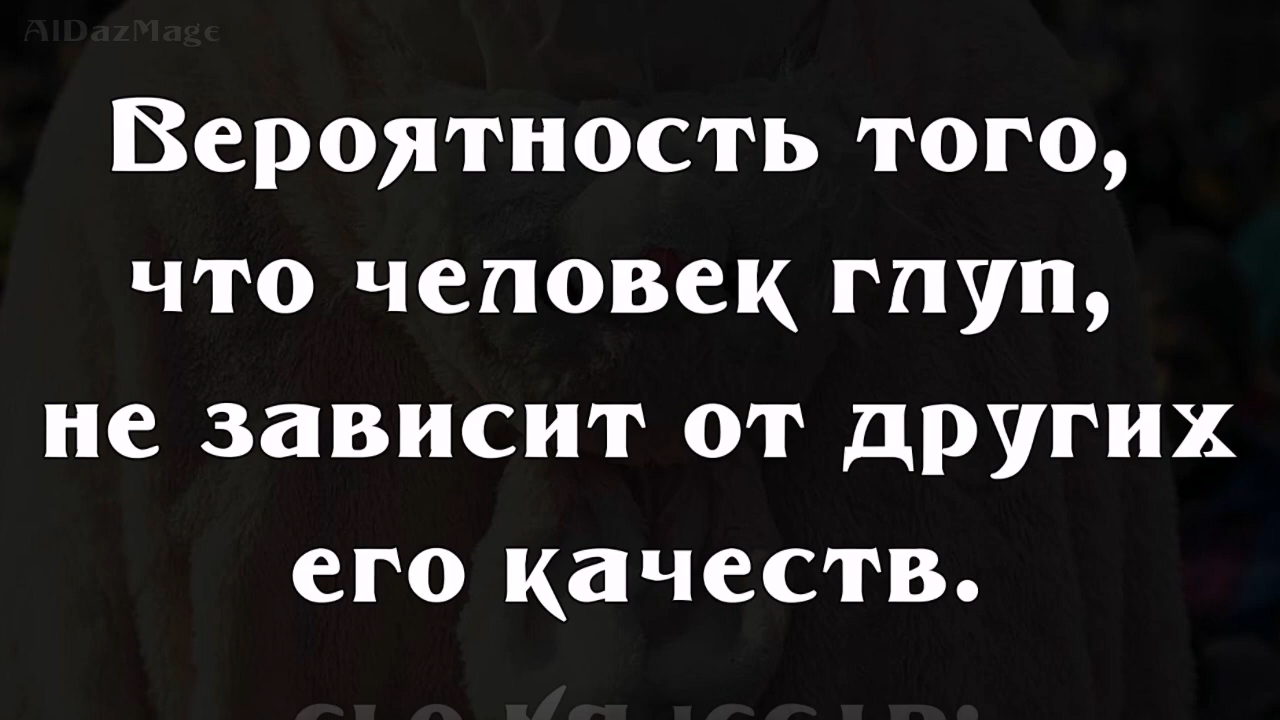 AlDazMage
Вероятность того,
что человек глуп,
не зависит от других
его качеств.